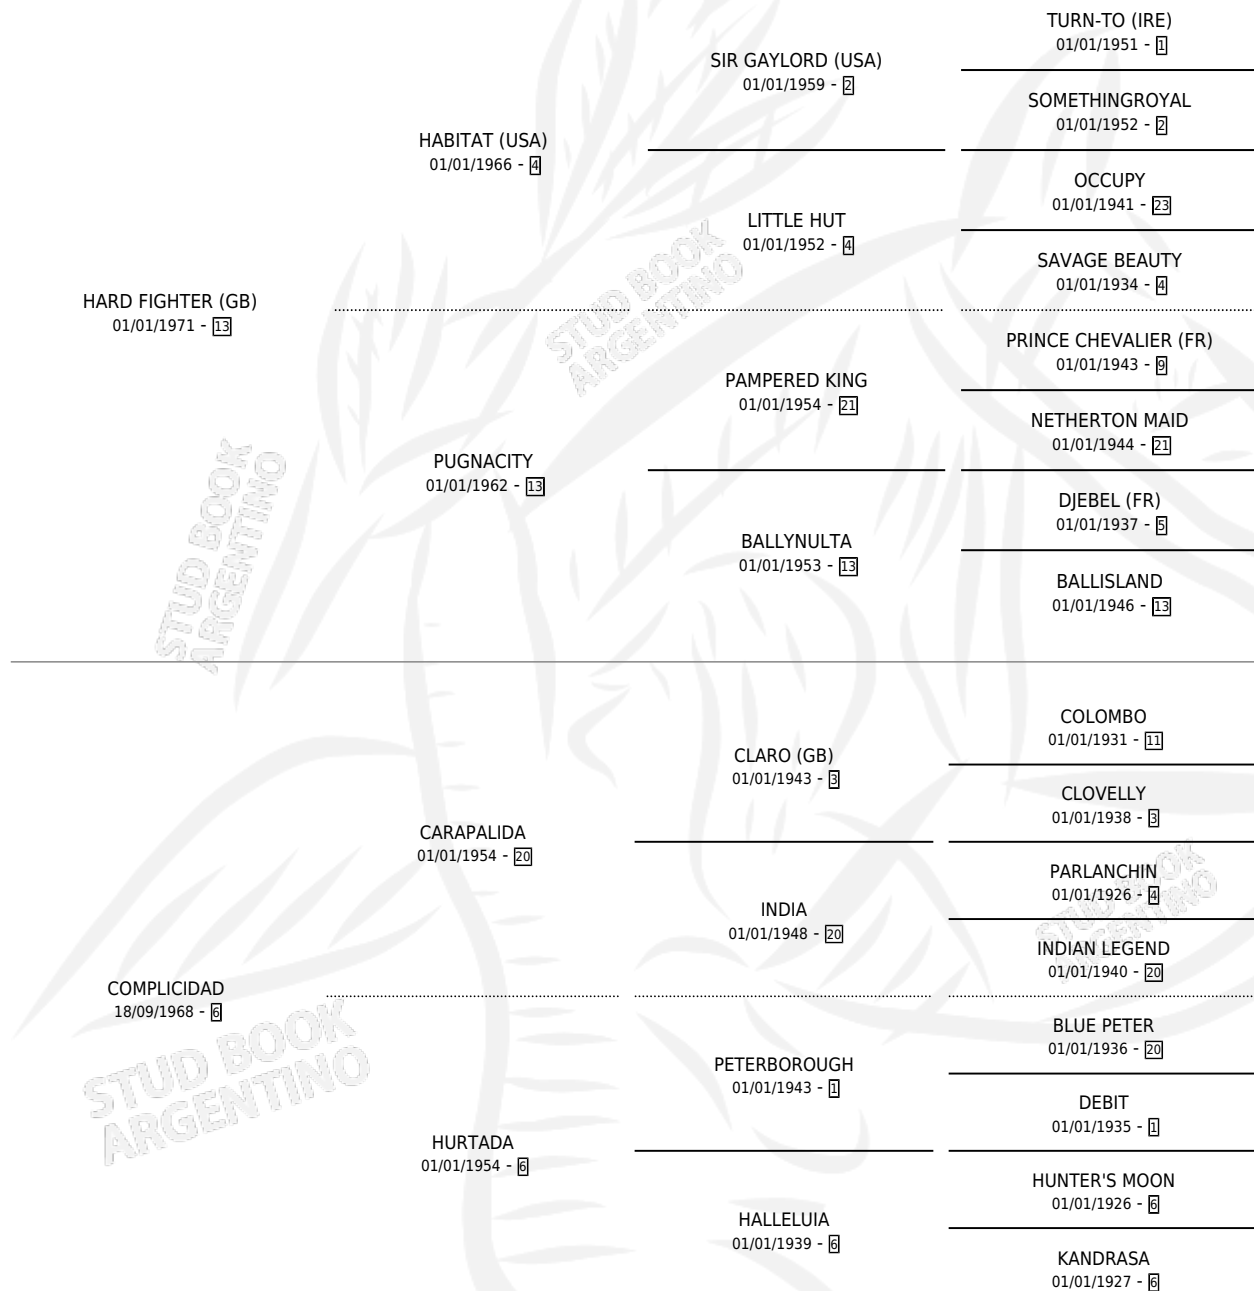 TURN-TO (IRE)
01/01/1951 - 1
SIR GAYLORD (USA)
01/01/1959 - 2
SOMETHINGROYAL
01/01/1952 - 2
HABITAT (USA)
01/01/1966 - 4
OCCUPY
01/01/1941 - 23
LITTLE HUT
01/01/1952 - 4
SAVAGE BEAUTY
01/01/1934 - 4
HARD FIGHTER (GB)
01/01/1971 - 13
PRINCE CHEVALIER (FR)
01/01/1943 - 9
PAMPERED KING
01/01/1954 - 21
NETHERTON MAID
01/01/1944 - 21
PUGNACITY
01/01/1962 - 13
DJEBEL (FR)
01/01/1937 - 5
BALLYNULTA
01/01/1953 - 13
BALLISLAND
01/01/1946 - 13
STUD BOOK
ARGENTINO
STUD BOOK
ARGENTINO
COLOMBO
01/01/1931 - 11
CLARO (GB)
01/01/1943 - 3
CLOVELLY
01/01/1938 - 3
CARAPALIDA
01/01/1954 - 20
PARLANCHIN
01/01/1926 - 4
INDIA
01/01/1948 - 20
INDIAN LEGEND
01/01/1940 - 20
COMPLICIDAD
18/09/1968 - 6
BLUE PETER
01/01/1936 - 20
PETERBOROUGH
01/01/1943 - 1
DEBIT
01/01/1935 - 1
HURTADA
01/01/1954 - 6
HUNTER'S MOON
01/01/1926 - 6
HALLELUIA
01/01/1939 - 6
KANDRASA
01/01/1927 - 6
STUD BOOK
ARGENTINO
STUD BOOK
ARGENTINO